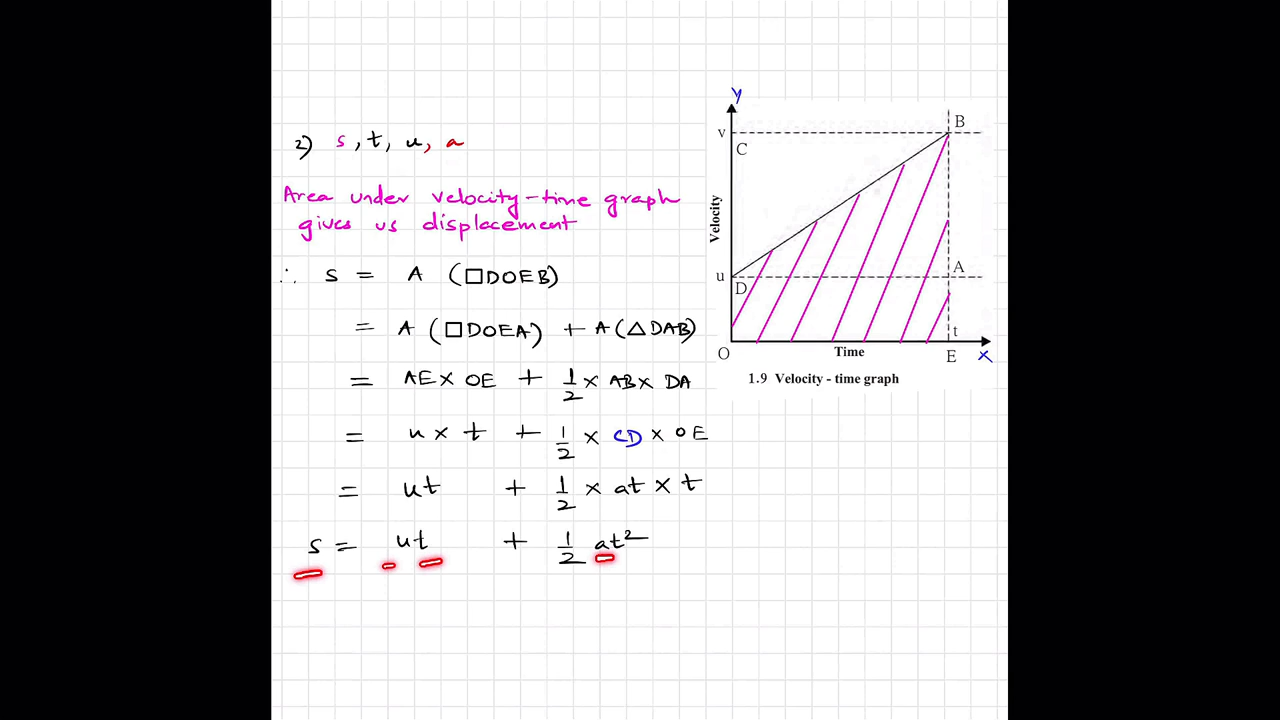 2) s, t, u, a
Area under velocity-time graph
gives us displacement
∴ s = A (□DOEB)
= A (□DOEA) + A(△DAB)
= AE × OE + 1/2 × AB × DA
= u × t + 1/2 × CD × OE
= ut + 1/2 × at × t
s = ut + 1/2 at²
Y
v
B
C
Velocity
u
A
D
t
O
Time
E
X
1.9 Velocity - time graph